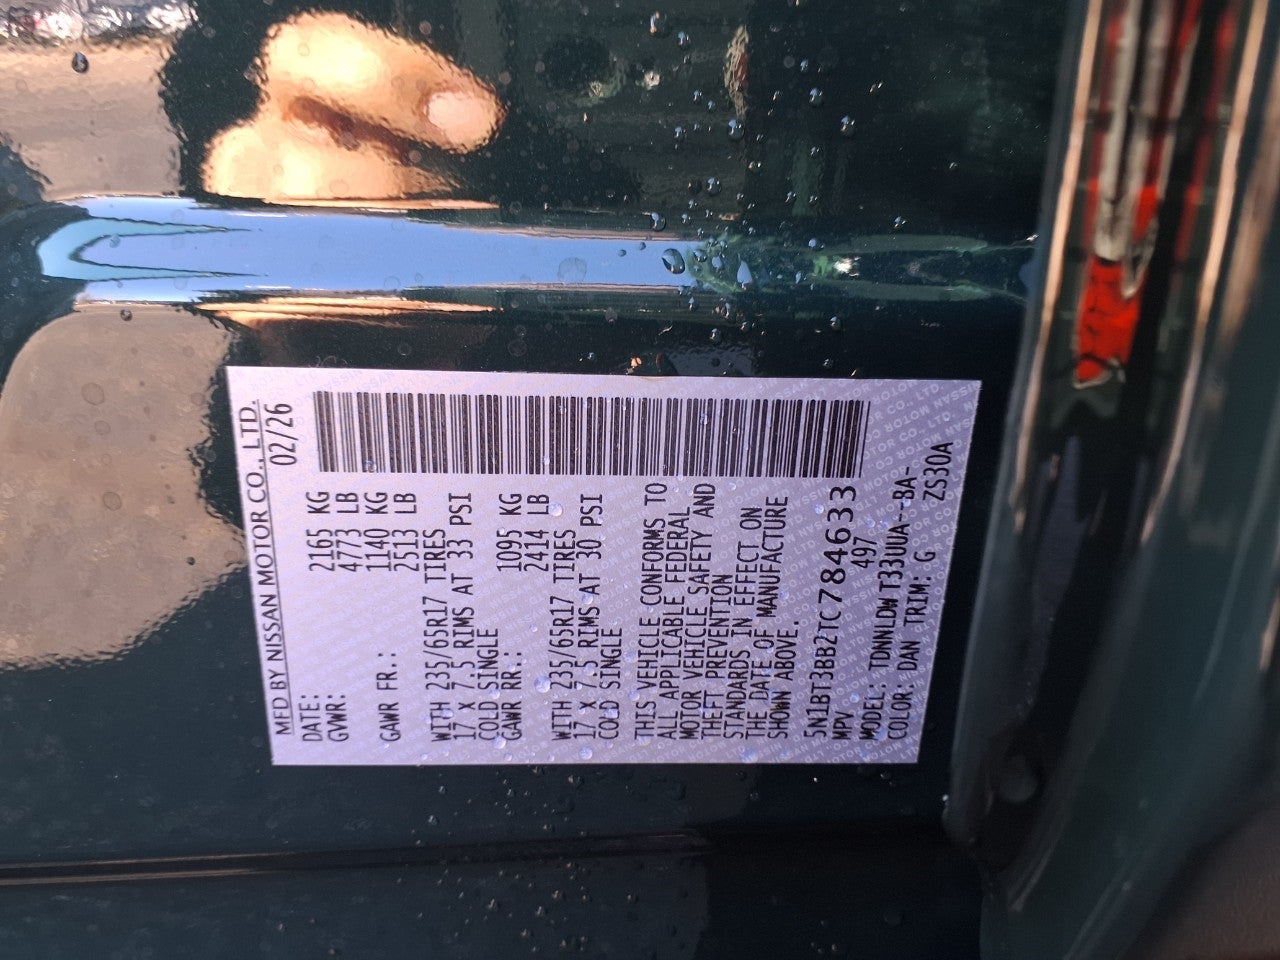 MFD BY NISSAN MOTOR CO., LTD.
DATE: 02/26
GVWR: 2165 KG
4773 LB
GAWR FR.: 1140 KG
2513 LB
WITH 235/65R17 TIRES
17 X 7.5 RIMS AT 33 PSI
COLD SINGLE
GAWR RR.: 1095 KG
2414 LB
WITH 235/65R17 TIRES
17 X 7.5 RIMS AT 30 PSI
COLD SINGLE
THIS VEHICLE CONFORMS TO
ALL APPLICABLE FEDERAL
MOTOR VEHICLE SAFETY AND
THEFT PREVENTION
STANDARDS IN EFFECT ON
THE DATE OF MANUFACTURE
SHOWN ABOVE.
5N1BT3BB2TC784633
MPV 497
MODEL: TDNNLDW T33UUA--BA-
COLOR: DAN TRIM: G ZS30A